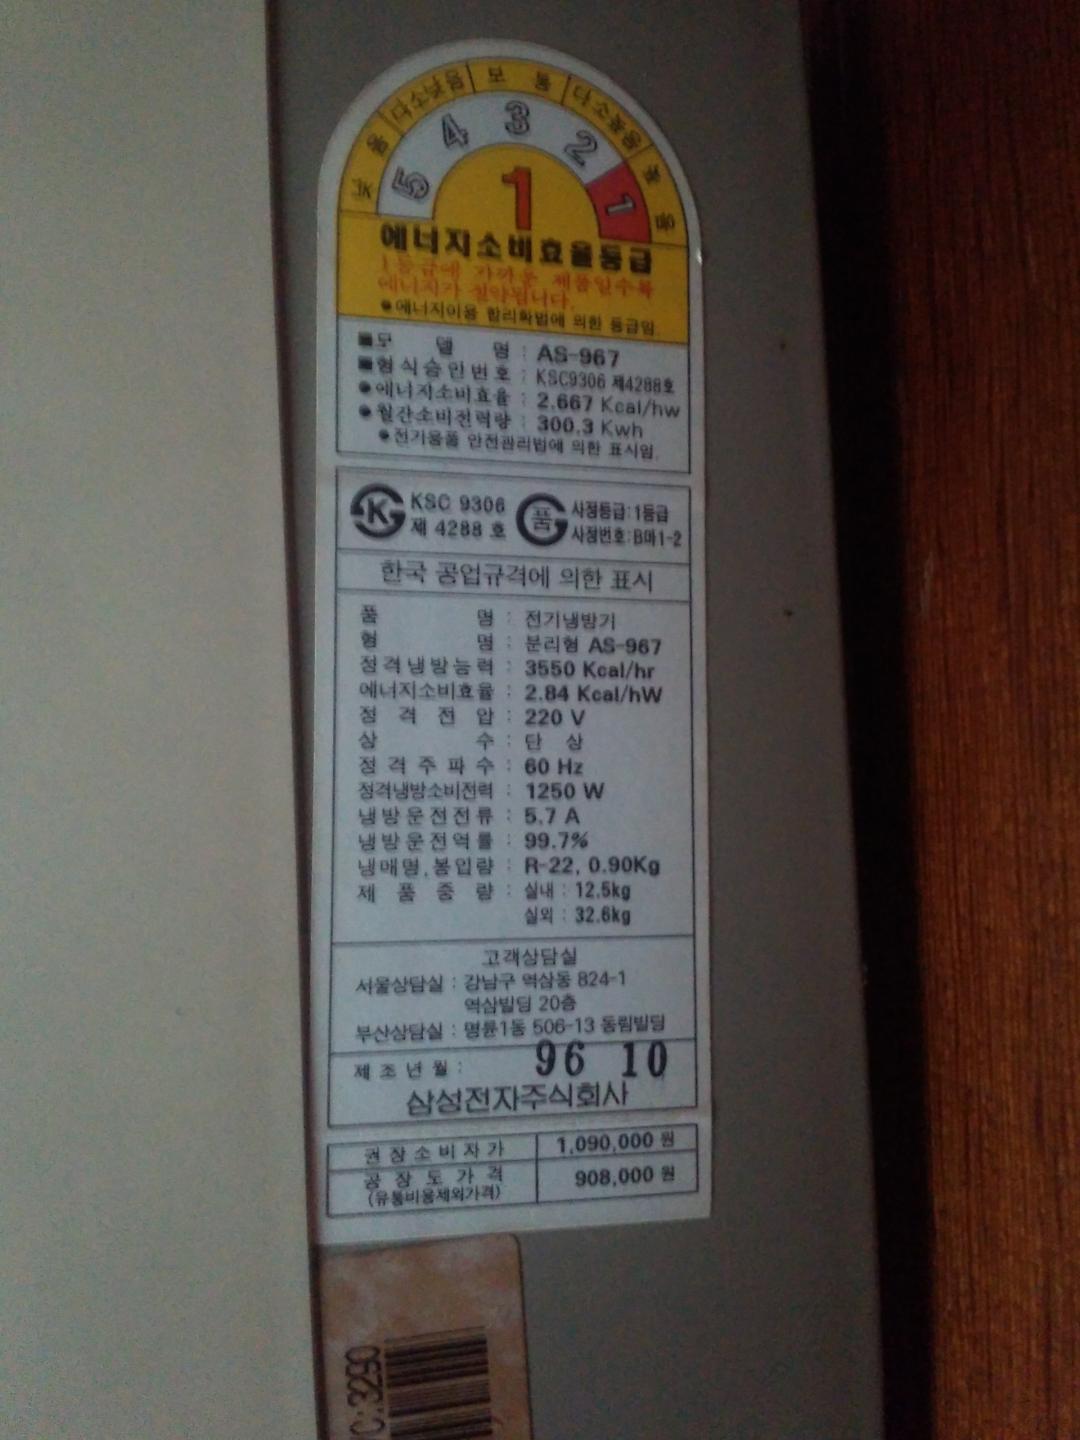 낮음 다소낮음 보통 다소높음 높음
5 4 3 2 1
1
에너지소비효율등급
1등급에 가까운 제품일수록
에너지가 절약됩니다.
●에너지이용 합리화법에 의한 등급임.
■모 델 명 : AS-967
■형식승인번호 : KSC9306 제4288호
●에너지소비효율 : 2.667 Kcal/hw
●월간소비전력량 : 300.3 Kwh
●전기용품 안전관리법에 의한 표시임.
K KSC 9306 품 사정등급:1등급
제 4288 호 사정번호:B마1-2
한국 공업규격에 의한 표시
품 명 : 전기냉방기
형 명 : 분리형 AS-967
정격냉방능력 : 3550 Kcal/hr
에너지소비효율 : 2.84 Kcal/hW
정격전압 : 220 V
상 수 : 단 상
정격주파수 : 60 Hz
정격냉방소비전력 : 1250 W
냉방운전전류 : 5.7 A
냉방운전역률 : 99.7%
냉매명,봉입량 : R-22, 0.90Kg
제품중량 : 실내 : 12.5kg
실외 : 32.6kg
고객상담실
서울상담실 : 강남구 역삼동 824-1
역삼빌딩 20층
부산상담실 : 명륜1동 506-13 동림빌딩
제조년월 : 96 10
삼성전자주식회사
권장소비자가 1,090,000 원
공장도가격 908,000 원
(유통비용제외가격)
C.3290